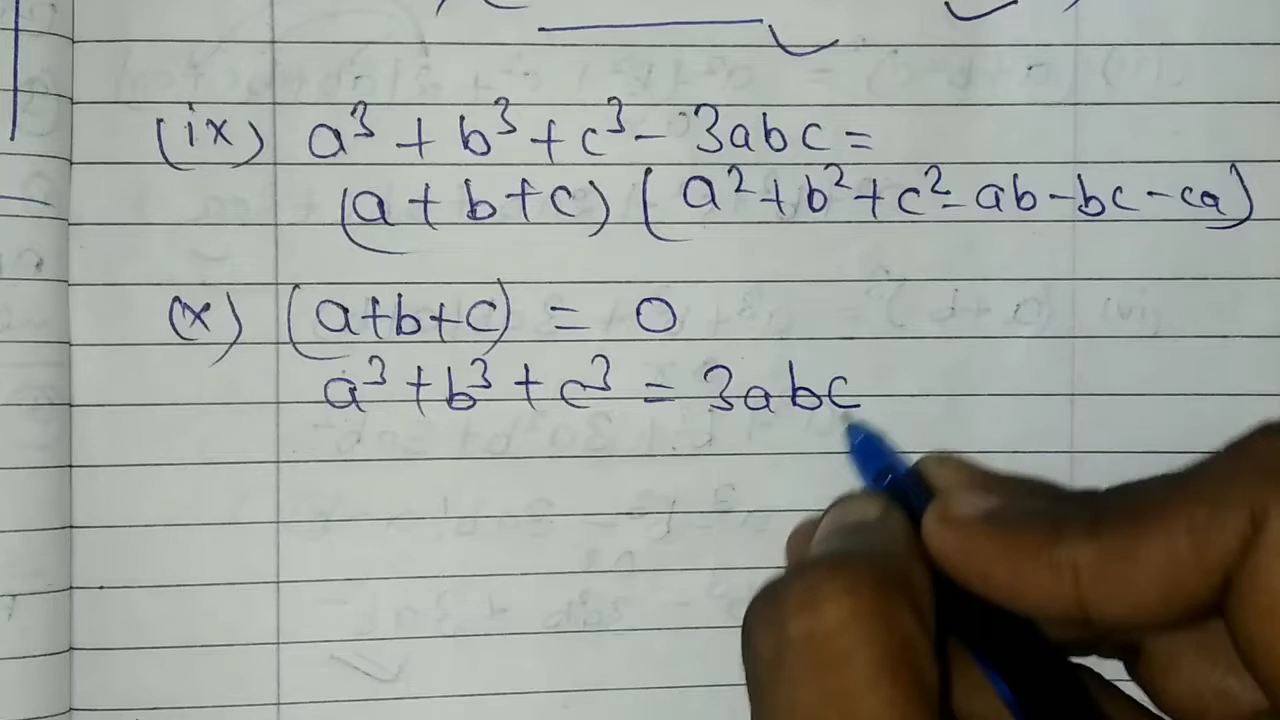 (ix) a³ + b³ + c³ - 3abc =
(a + b + c) (a² + b² + c² - ab - bc - ca)
(x) (a+b+c) = 0
a³ + b³ + c³ = 3abc